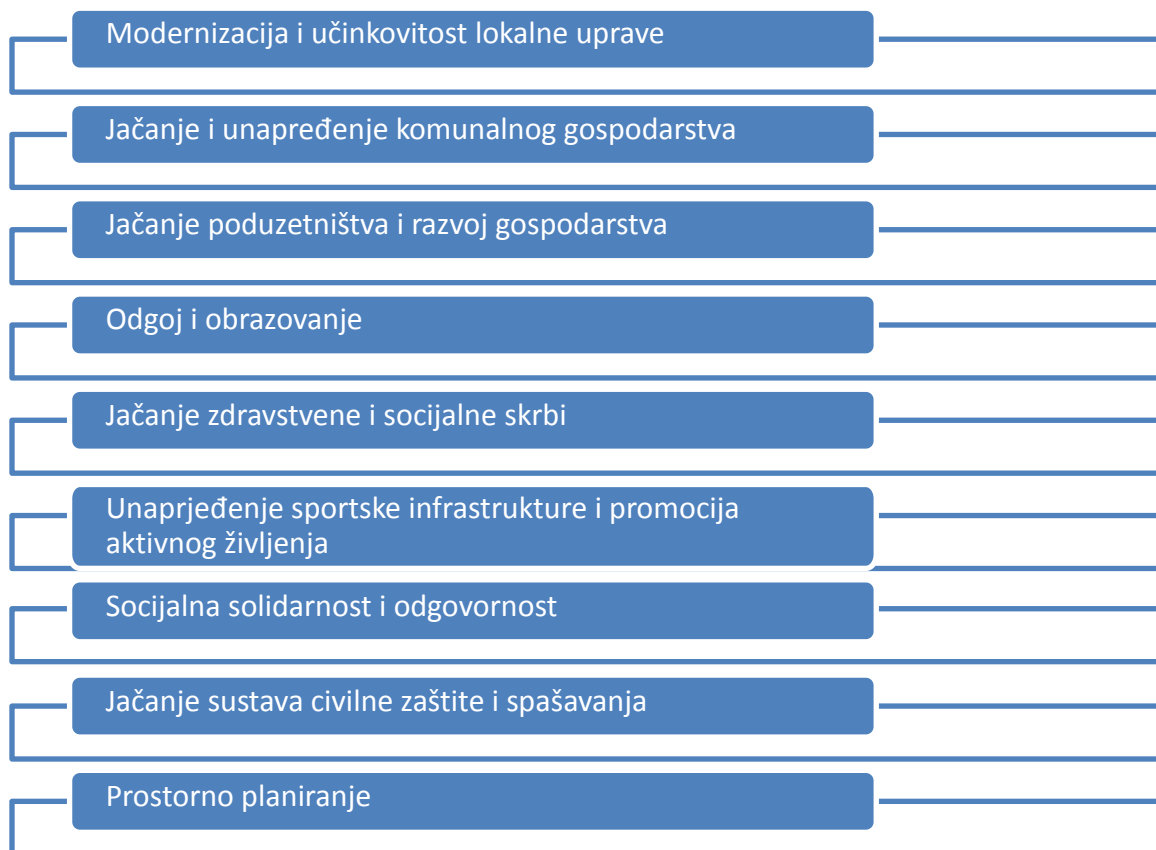 Modernizacija i učinkovitost lokalne uprave
Jačanje i unapređenje komunalnog gospodarstva
Jačanje poduzetništva i razvoj gospodarstva
Odgoj i obrazovanje
Jačanje zdravstvene i socijalne skrbi
Unaprjeđenje sportske infrastrukture i promocija
aktivnog življenja
Socijalna solidarnost i odgovornost
Jačanje sustava civilne zaštite i spašavanja
Prostorno planiranje